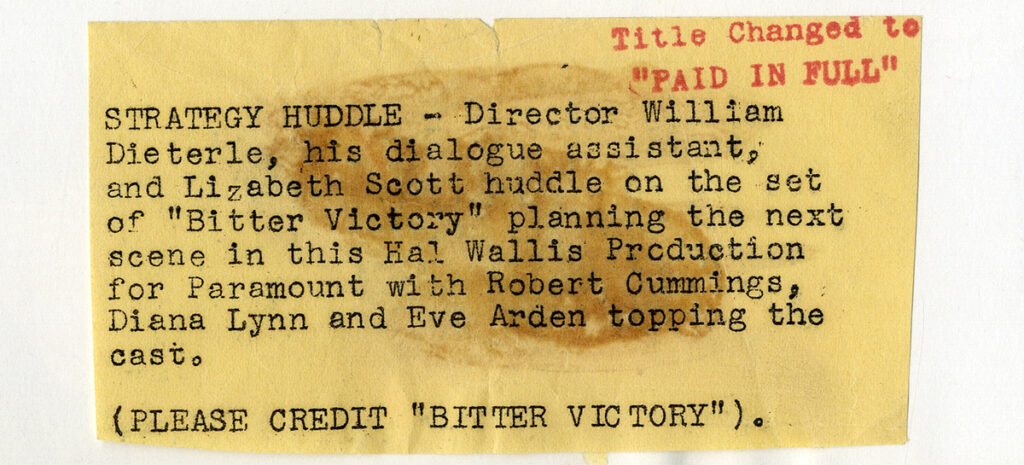 Title Changed to
"PAID IN FULL"
STRATEGY HUDDLE - Director William
Dieterle, his dialogue assistant,
and Lizabeth Scott huddle on the set
of "Bitter Victory" planning the next
scene in this Hal Wallis Production
for Paramount with Robert Cummings,
Diana Lynn and Eve Arden topping the
cast.
(PLEASE CREDIT "BITTER VICTORY").